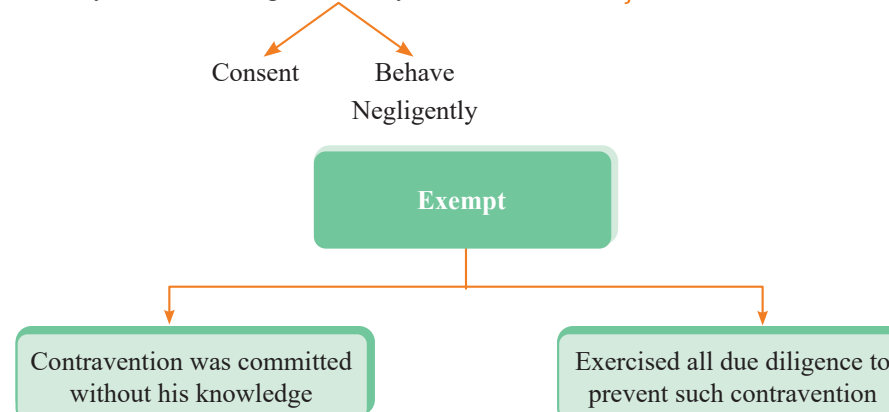 Consent
Behave
Negligently
Exempt
Contravention was committed
without his knowledge
Exercised all due diligence to
prevent such contravention